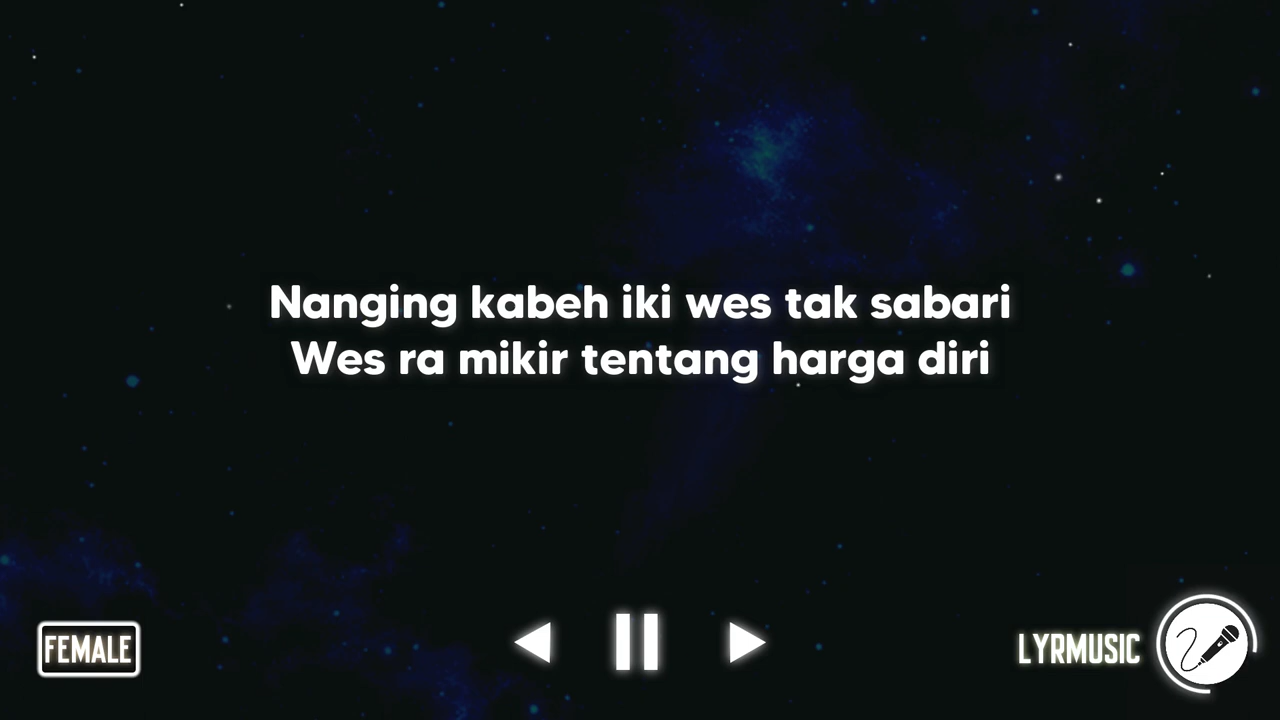 Nanging kabeh iki wes tak sabari
Wes ra mikir tentang harga diri
FEMALE
LYRMUSIC